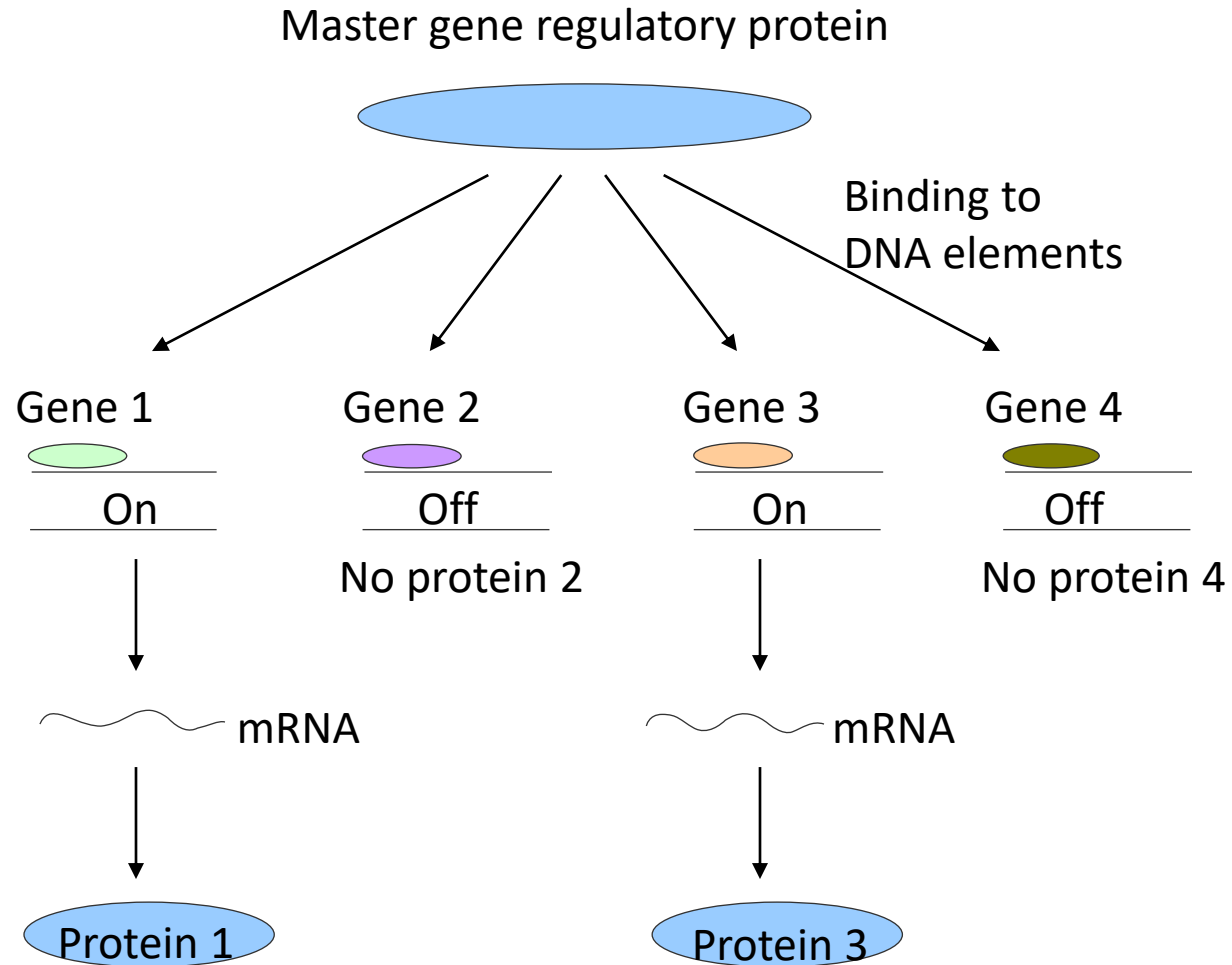 Master gene regulatory protein
Binding to
DNA elements
Gene 1
Gene 2
Gene 3
Gene 4
On
Off
On
Off
No protein 2
No protein 4
mRNA
mRNA
Protein 1
Protein 3